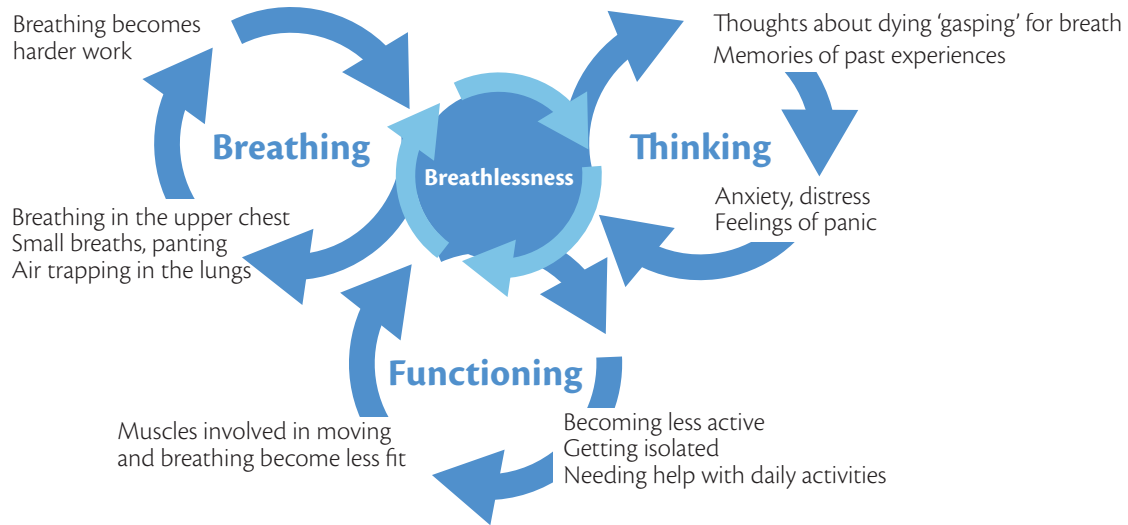 Breathing becomes
harder work
Thoughts about dying ‘gasping’ for breath
Memories of past experiences
Breathing
Breathlessness
Thinking
Breathing in the upper chest
Small breaths, panting
Air trapping in the lungs
Anxiety, distress
Feelings of panic
Functioning
Muscles involved in moving
and breathing become less fit
Becoming less active
Getting isolated
Needing help with daily activities